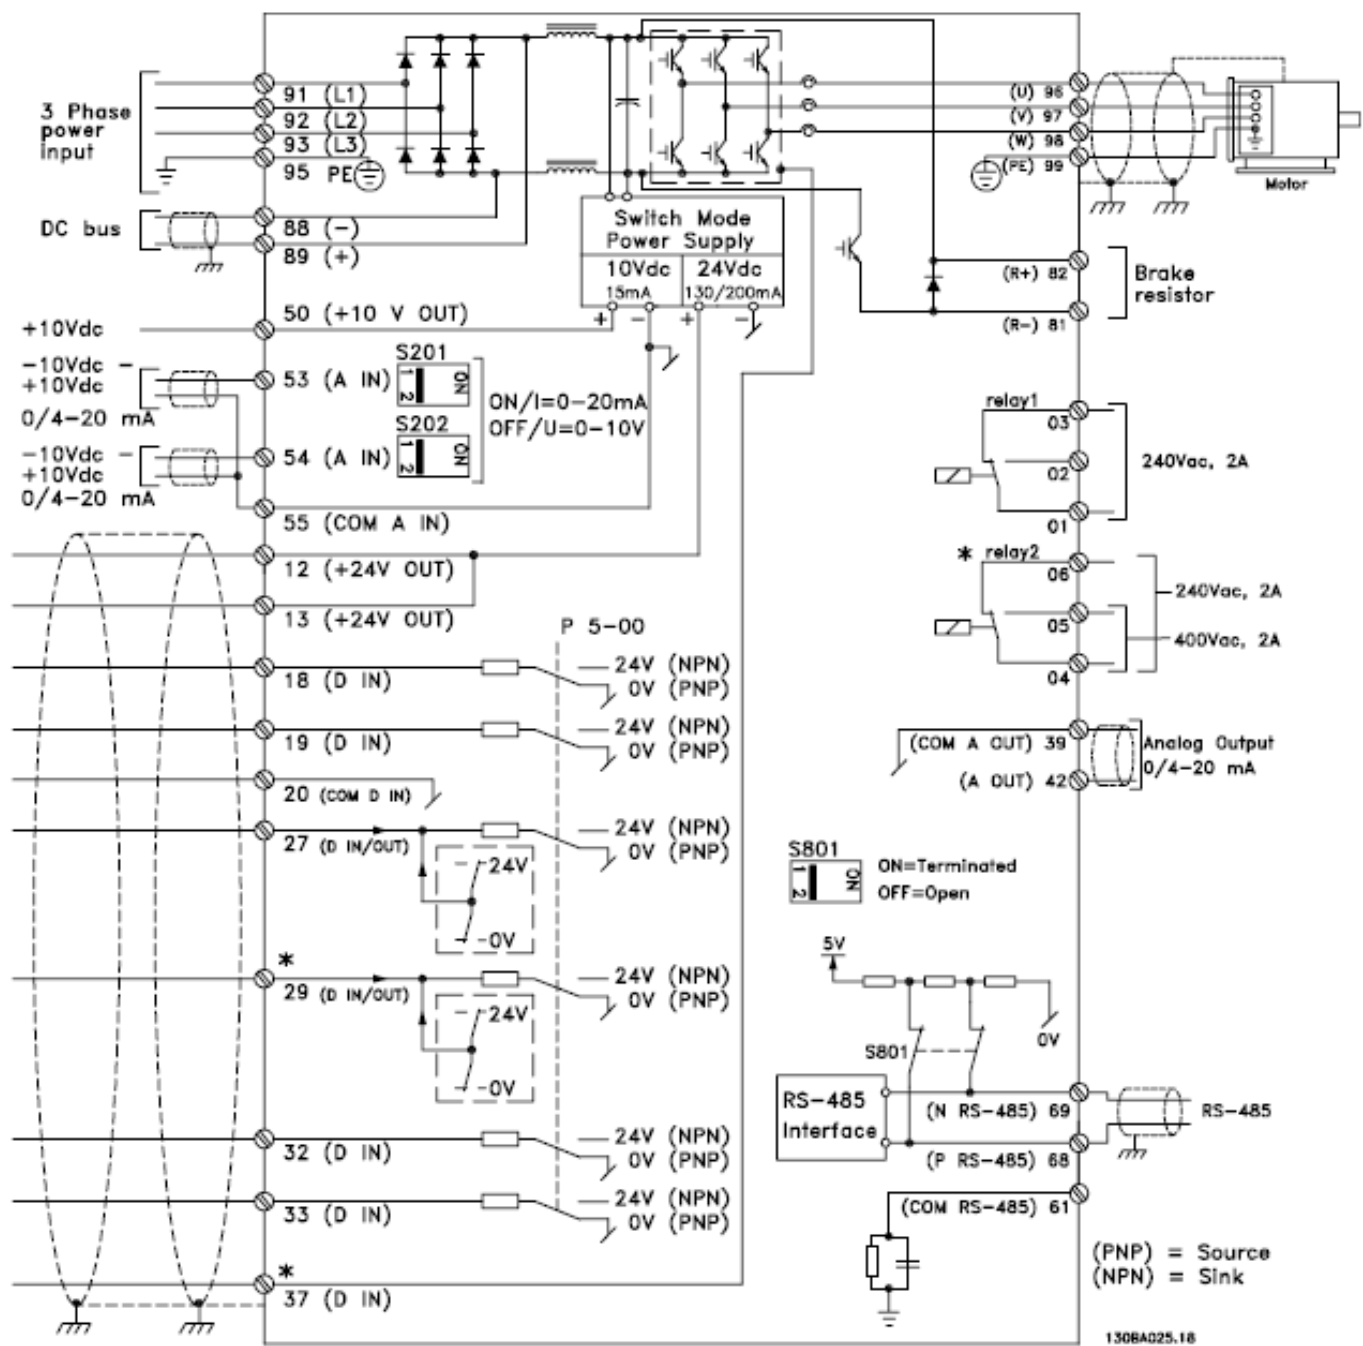 3 Phase
power
input
91 (L1)
92 (L2)
93 (L3)
95 PE
DC bus
88 (-)
89 (+)
Switch Mode
Power Supply
10Vdc
15mA
24Vdc
130/200mA
+ - + -
(U) 96
(V) 97
(W) 98
(PE) 99
Motor
(R+) 82
(R-) 81
Brake
resistor
+10Vdc
50 (+10 V OUT)
-10Vdc -
+10Vdc
0/4-20 mA
53 (A IN)
S201
1 2 ON
ON/I=0-20mA
OFF/U=0-10V
-10Vdc -
+10Vdc
0/4-20 mA
54 (A IN)
S202
1 2 ON
55 (COM A IN)
12 (+24V OUT)
13 (+24V OUT)
P 5-00
18 (D IN)
24V (NPN)
0V (PNP)
19 (D IN)
24V (NPN)
0V (PNP)
20 (COM D IN)
27 (D IN/OUT)
24V (NPN)
0V (PNP)
24V
0V
*
29 (D IN/OUT)
24V (NPN)
0V (PNP)
24V
0V
32 (D IN)
24V (NPN)
0V (PNP)
33 (D IN)
24V (NPN)
0V (PNP)
*
37 (D IN)
relay1
03
02
01
240Vac, 2A
* relay2
06
05
04
240Vac, 2A
400Vac, 2A
(COM A OUT) 39
(A OUT) 42
Analog Output
0/4-20 mA
S801
1 2 ON
ON=Terminated
OFF=Open
5V
0V
S801
RS-485
Interface
(N RS-485) 69
(P RS-485) 68
RS-485
(COM RS-485) 61
(PNP) = Source
(NPN) = Sink
130BA025.18